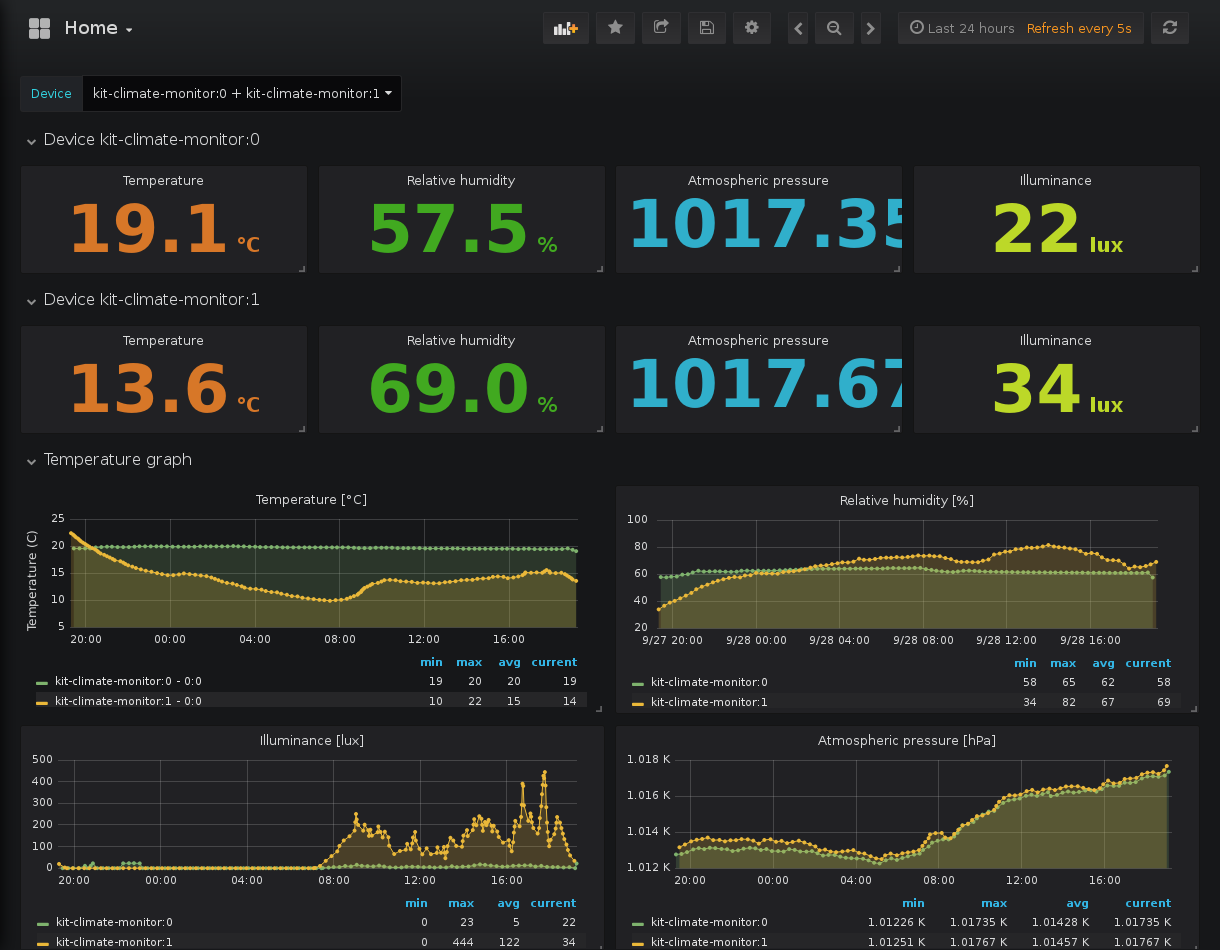 Home
Last 24 hours Refresh every 5s
Device kit-climate-monitor:0 + kit-climate-monitor:1
Device kit-climate-monitor:0
Temperature Relative humidity Atmospheric pressure Illuminance
19.1 °C 57.5 % 1017.35 22 lux
Device kit-climate-monitor:1
Temperature Relative humidity Atmospheric pressure Illuminance
13.6 °C 69.0 % 1017.67 34 lux
Temperature graph
Temperature [°C]
Temperature (C)
25
20
15
10
5
20:00 00:00 04:00 08:00 12:00 16:00
min max avg current
kit-climate-monitor:0 - 0:0 19 20 20 19
kit-climate-monitor:1 - 0:0 10 22 15 14
Relative humidity [%]
100
80
60
40
20
9/27 20:00 9/28 00:00 9/28 04:00 9/28 08:00 9/28 12:00 9/28 16:00
min max avg current
kit-climate-monitor:0 58 65 62 58
kit-climate-monitor:1 34 82 67 69
Illuminance [lux]
500
400
300
200
100
0
20:00 00:00 04:00 08:00 12:00 16:00
min max avg current
kit-climate-monitor:0 0 23 5 22
kit-climate-monitor:1 0 444 122 34
Atmospheric pressure [hPa]
1.018 K
1.016 K
1.014 K
1.012 K
20:00 00:00 04:00 08:00 12:00 16:00
min max avg current
kit-climate-monitor:0 1.01226 K 1.01735 K 1.01428 K 1.01735 K
kit-climate-monitor:1 1.01251 K 1.01767 K 1.01457 K 1.01767 K